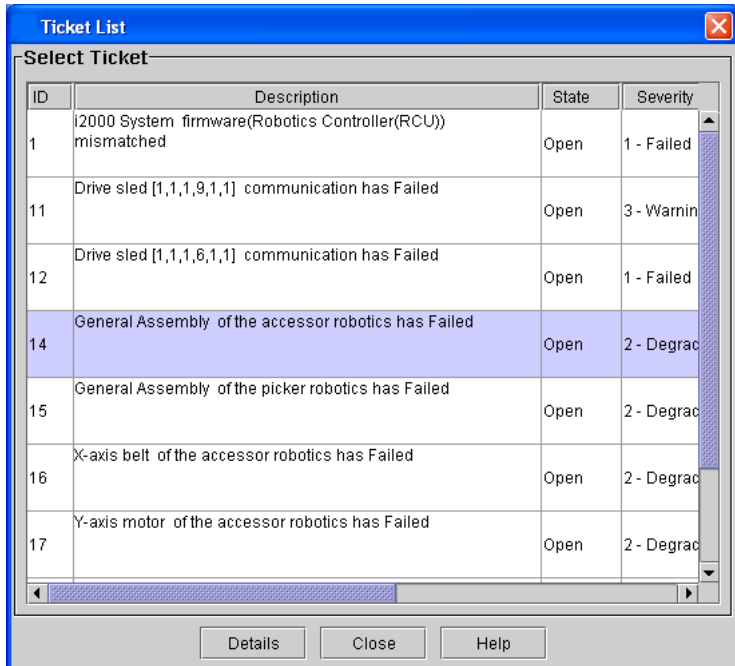 Ticket List
Select Ticket
ID Description State Severity
1 i2000 System firmware(Robotics Controller(RCU))
mismatched Open 1 - Failed
11 Drive sled [1,1,1,9,1,1] communication has Failed Open 3 - Warnin
12 Drive sled [1,1,1,6,1,1] communication has Failed Open 1 - Failed
14 General Assembly of the accessor robotics has Failed Open 2 - Degrac
15 General Assembly of the picker robotics has Failed Open 2 - Degrac
16 X-axis belt of the accessor robotics has Failed Open 2 - Degrac
17 Y-axis motor of the accessor robotics has Failed Open 2 - Degrac
Details Close Help